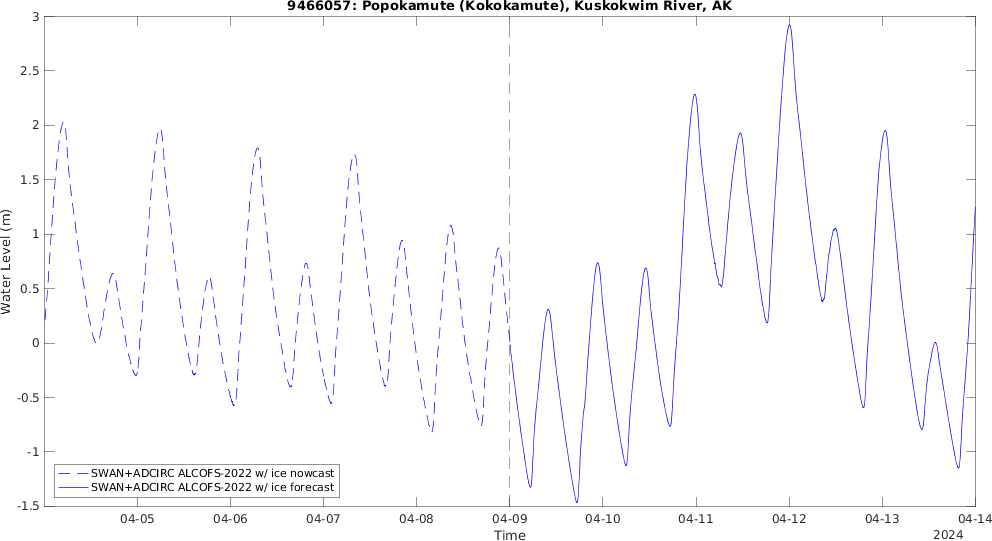 9466057: Popokamute (Kokokamute), Kuskokwim River, AK
3
2.5
2
1.5
1
0.5
0
-0.5
-1
-1.5
Water Level (m)
SWAN+ADCIRC ALCOFS-2022 w/ ice nowcast
SWAN+ADCIRC ALCOFS-2022 w/ ice forecast
04-05 04-06 04-07 04-08 04-09 04-10 04-11 04-12 04-13 04-14
Time
2024